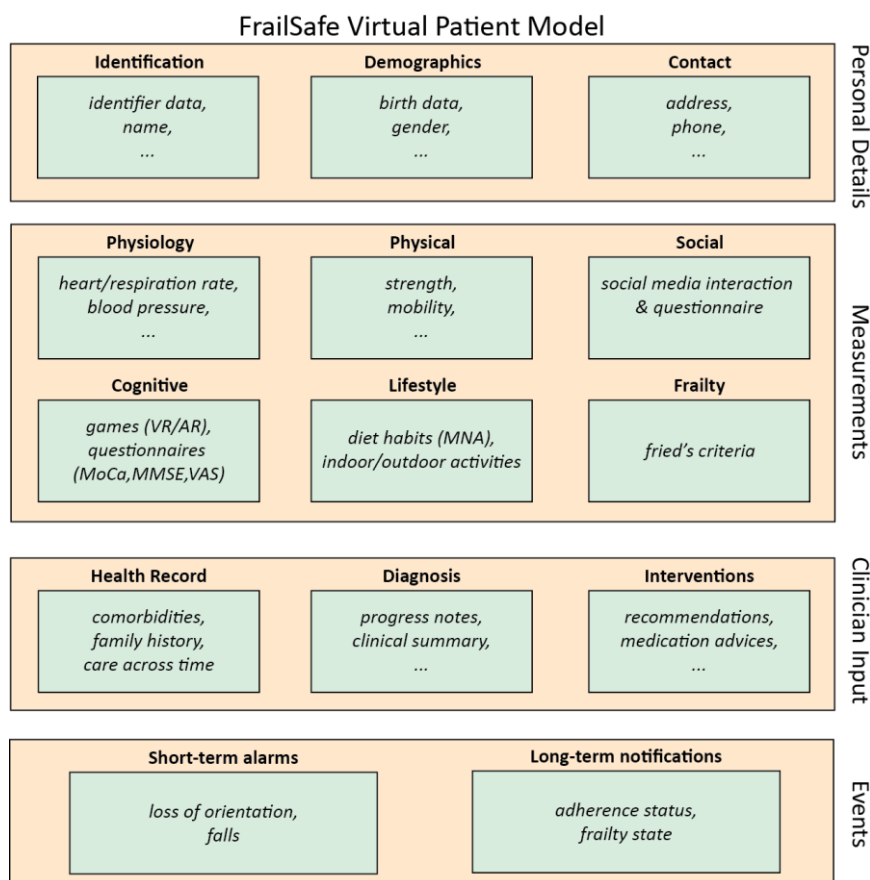 FrailSafe Virtual Patient Model
Personal Details
Identification
identifier data,
name,
...
Demographics
birth data,
gender,
...
Contact
address,
phone,
...
Measurements
Physiology
heart/respiration rate,
blood pressure,
...
Physical
strength,
mobility,
...
Social
social media interaction
& questionnaire
Cognitive
games (VR/AR),
questionnaires
(MoCa,MMSE,VAS)
Lifestyle
diet habits (MNA),
indoor/outdoor activities
Frailty
fried's criteria
Clinician Input
Health Record
comorbidities,
family history,
care across time
Diagnosis
progress notes,
clinical summary,
...
Interventions
recommendations,
medication advices,
...
Events
Short-term alarms
loss of orientation,
falls
Long-term notifications
adherence status,
frailty state